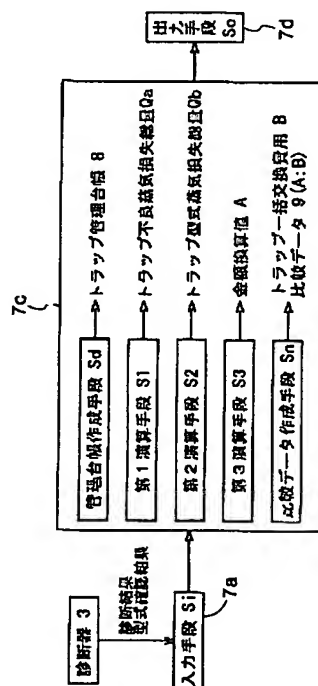 診断器 3
診断結果
型式確認結果
入力手段 Si
7a
7c
管理台帳作成手段 Sd
トラップ管理台帳 8
第1演算手段 S1
トラップ不良蒸気損失総量Qa
第2演算手段 S2
トラップ型式蒸気損失総量Qb
第3演算手段 S3
金額換算値 A
比較データ作成手段 Sn
トラップ一括交換費用 B
比較データ 9 (A:B)
出力手段 So
7d